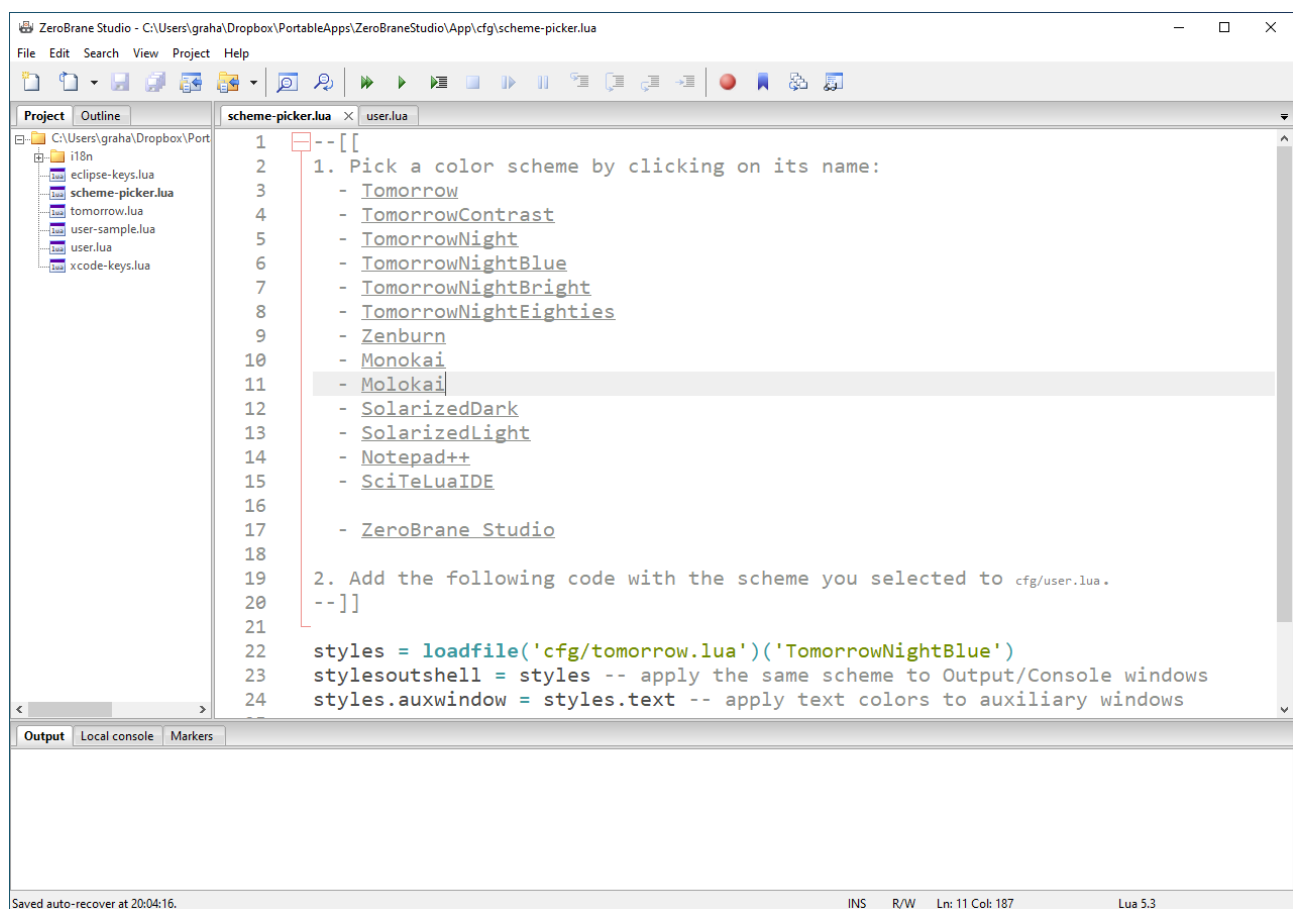 ZeroBrane Studio - C:\Users\graha\Dropbox\PortableApps\ZeroBraneStudio\App\cfg\scheme-picker.lua
File Edit Search View Project Help
Project Outline
scheme-picker.lua user.lua
C:\Users\graha\Dropbox\Port
i18n
eclipse-keys.lua
scheme-picker.lua
tomorrow.lua
user-sample.lua
user.lua
xcode-keys.lua
1 --[[
2 1. Pick a color scheme by clicking on its name:
3 - Tomorrow
4 - TomorrowContrast
5 - TomorrowNight
6 - TomorrowNightBlue
7 - TomorrowNightBright
8 - TomorrowNightEighties
9 - Zenburn
10 - Monokai
11 - Molokai
12 - SolarizedDark
13 - SolarizedLight
14 - Notepad++
15 - SciTeLuaIDE
16
17 - ZeroBrane Studio
18
19 2. Add the following code with the scheme you selected to cfg/user.lua.
20 --]]
21
22 styles = loadfile('cfg/tomorrow.lua')('TomorrowNightBlue')
23 stylesoutshell = styles -- apply the same scheme to Output/Console windows
24 styles.auxwindow = styles.text -- apply text colors to auxiliary windows
Output Local console Markers
Saved auto-recover at 20:04:16. INS R/W Ln: 11 Col: 187 Lua 5.3